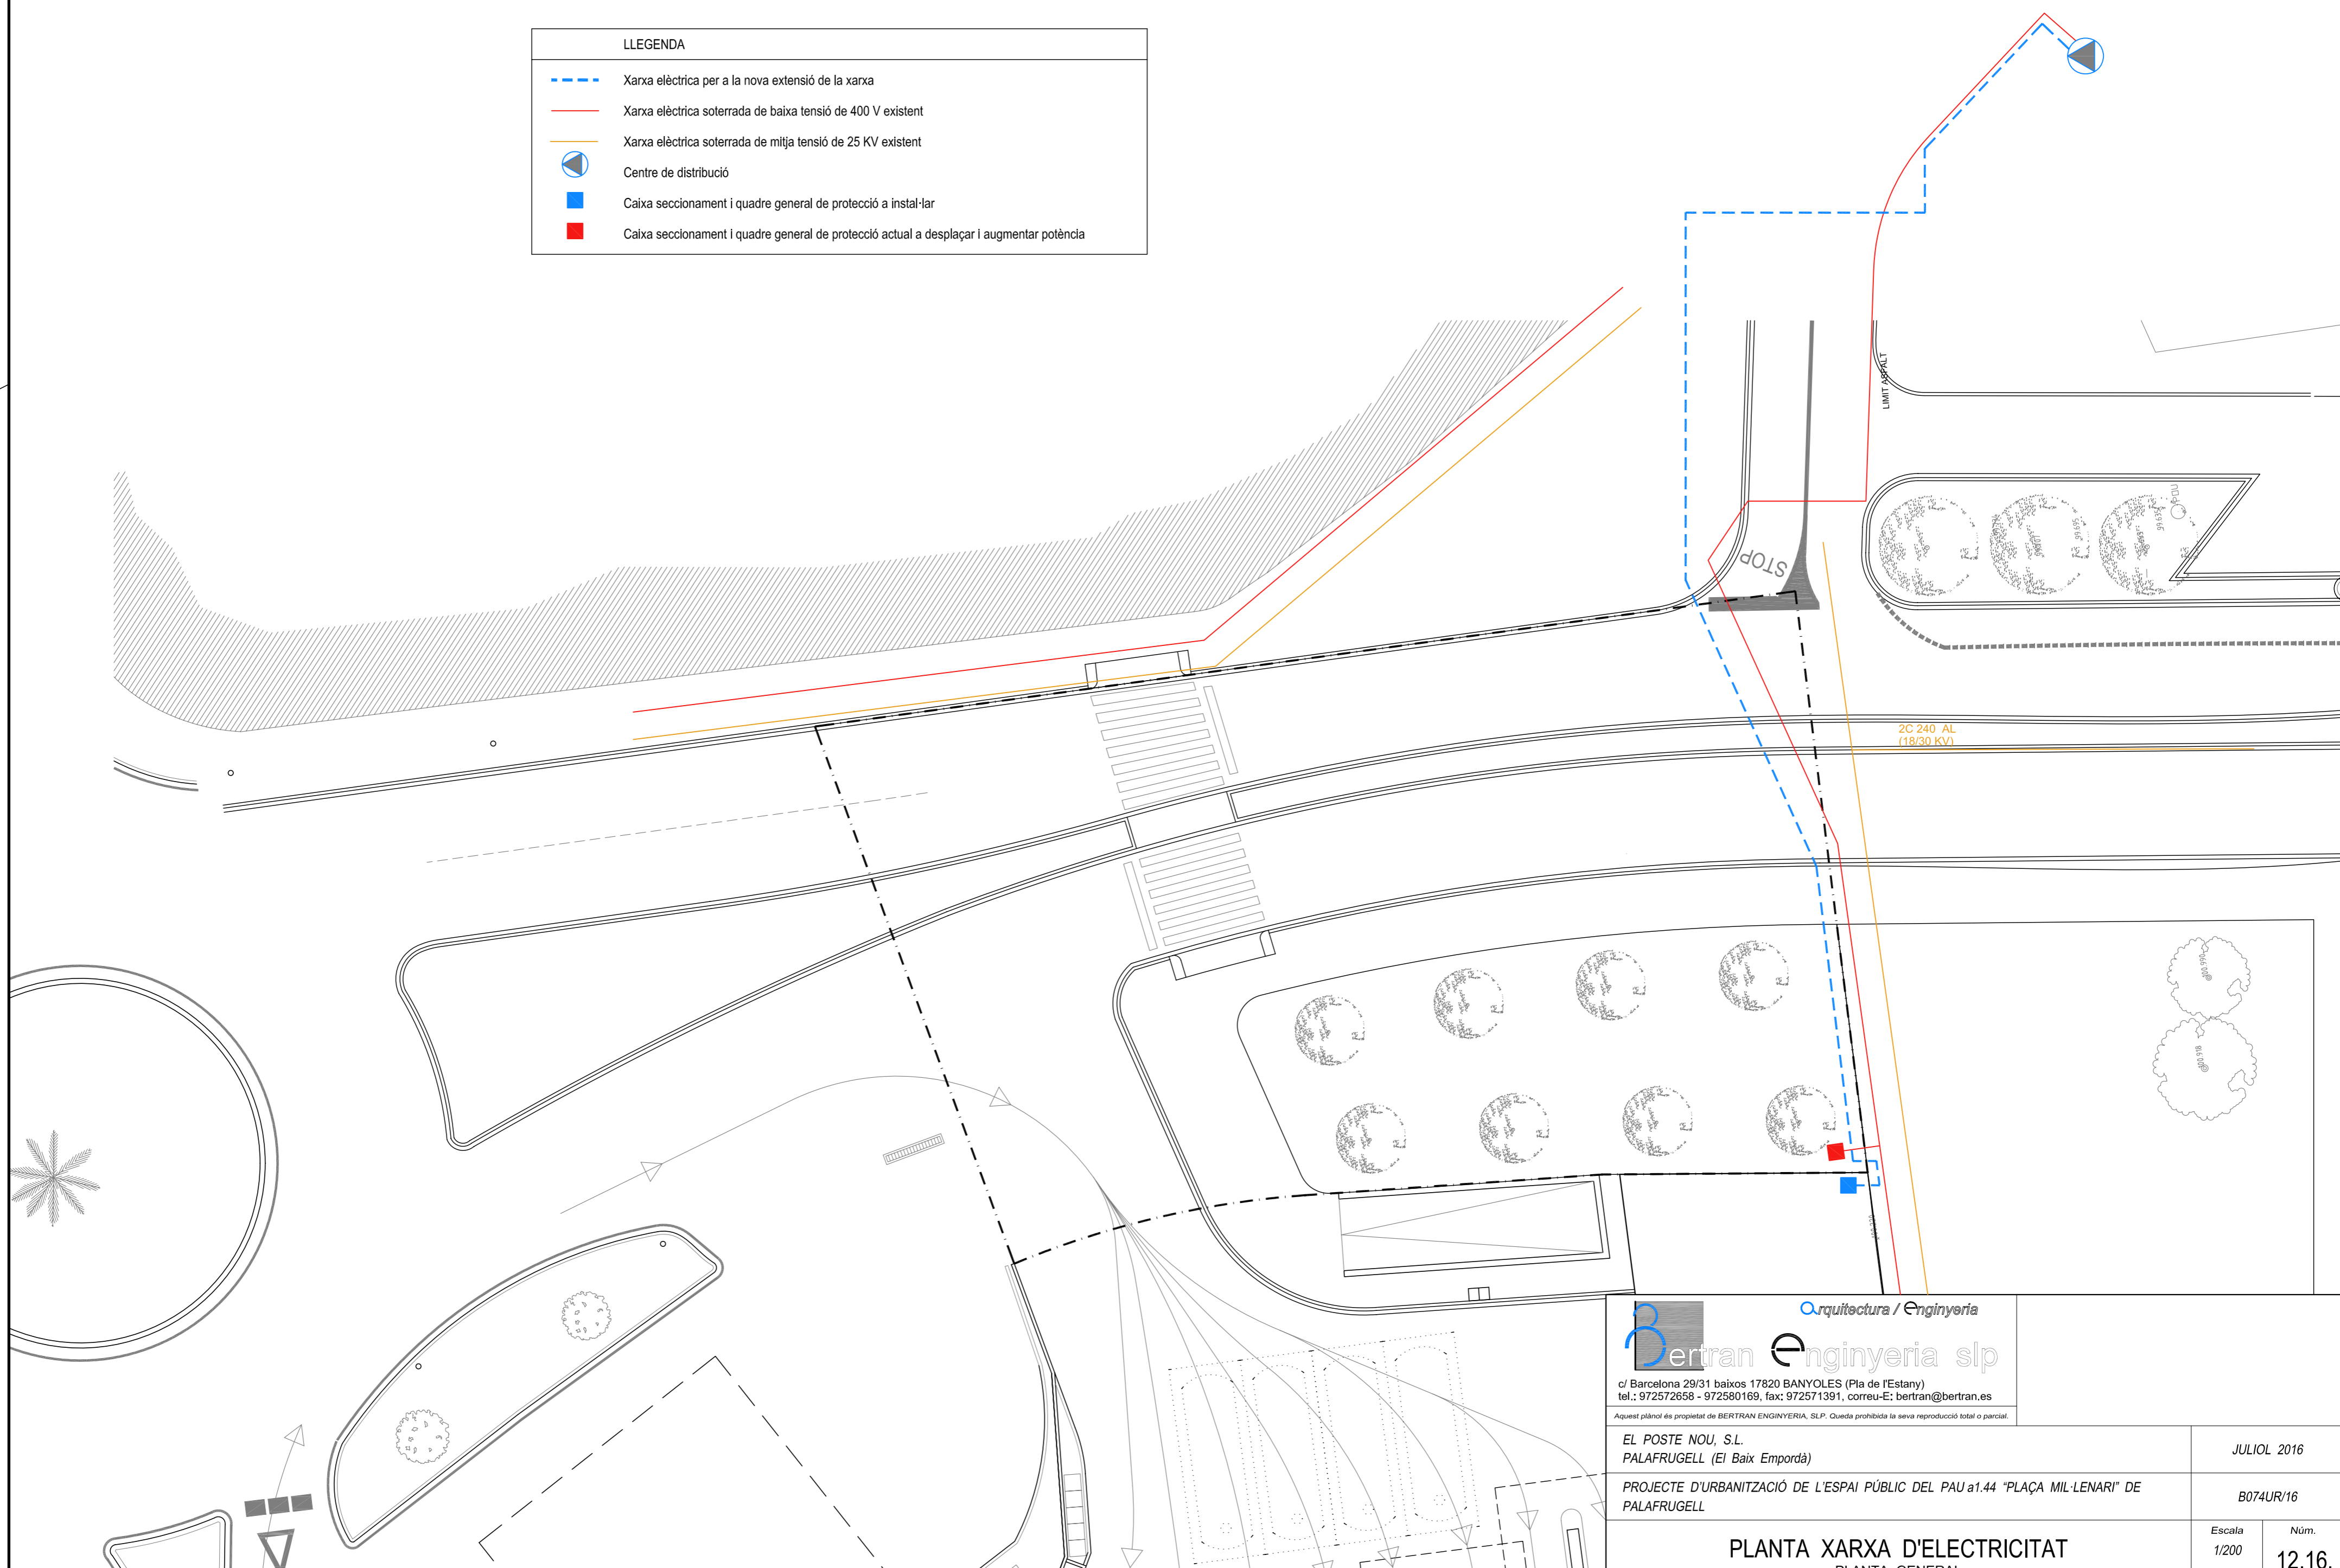 LLEGENDA
Xarxa elèctrica per a la nova extensió de la xarxa
Xarxa elèctrica soterrada de baixa tensió de 400 V existent
Xarxa elèctrica soterrada de mitja tensió de 25 KV existent
Centre de distribució
Caixa seccionament i quadre general de protecció a instal·lar
Caixa seccionament i quadre general de protecció actual a desplaçar i augmentar potència
LIMIT ASFALT
STOP
2C 240 AL
(18/30 KV)
arquitectura / enginyeria
Bertran enginyeria slp
c/ Barcelona 29/31 baixos 17820 BANYOLES (Pla de l'Estany)
tel.: 972572658 - 972580169, fax: 972571391, correu-E: bertran@bertran.es
Aquest plànol és propietat de BERTRAN ENGINYERIA, SLP. Queda prohibida la seva reproducció total o parcial.
EL POSTE NOU, S.L.
PALAFRUGELL (El Baix Empordà)
JULIOL 2016
PROJECTE D'URBANITZACIÓ DE L'ESPAI PÚBLIC DEL PAU a1.44 “PLAÇA MIL·LENARI” DE
PALAFRUGELL
B074UR/16
PLANTA XARXA D'ELECTRICITAT
PLANTA GENERAL
Escala
1/200
Núm.
12.16.